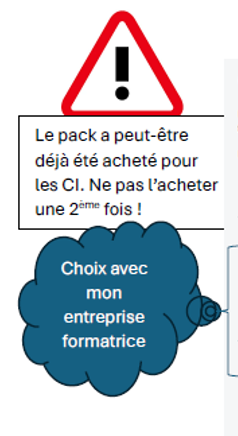 Le pack a peut-être
déjà été acheté pour
les CI. Ne pas l'acheter
une 2ème fois !
Choix avec
mon
entreprise
formatrice